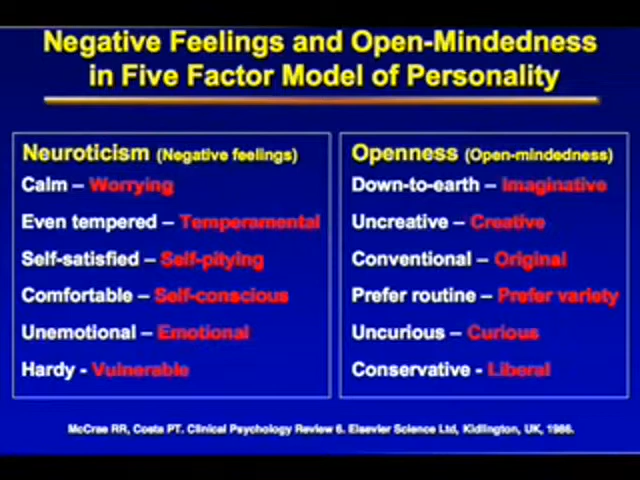 Negative Feelings and Open-Mindedness
in Five Factor Model of Personality
Neuroticism (Negative feelings)
Calm – Worrying
Even tempered – Temperamental
Self-satisfied – Self-pitying
Comfortable – Self-conscious
Unemotional – Emotional
Hardy - Vulnerable
Openness (Open-mindedness)
Down-to-earth – Imaginative
Uncreative – Creative
Conventional – Original
Prefer routine – Prefer variety
Uncurious – Curious
Conservative - Liberal
McCrae RR, Costa PT. Clinical Psychology Review 6. Elsevier Science Ltd, Kidlington, UK, 1986.